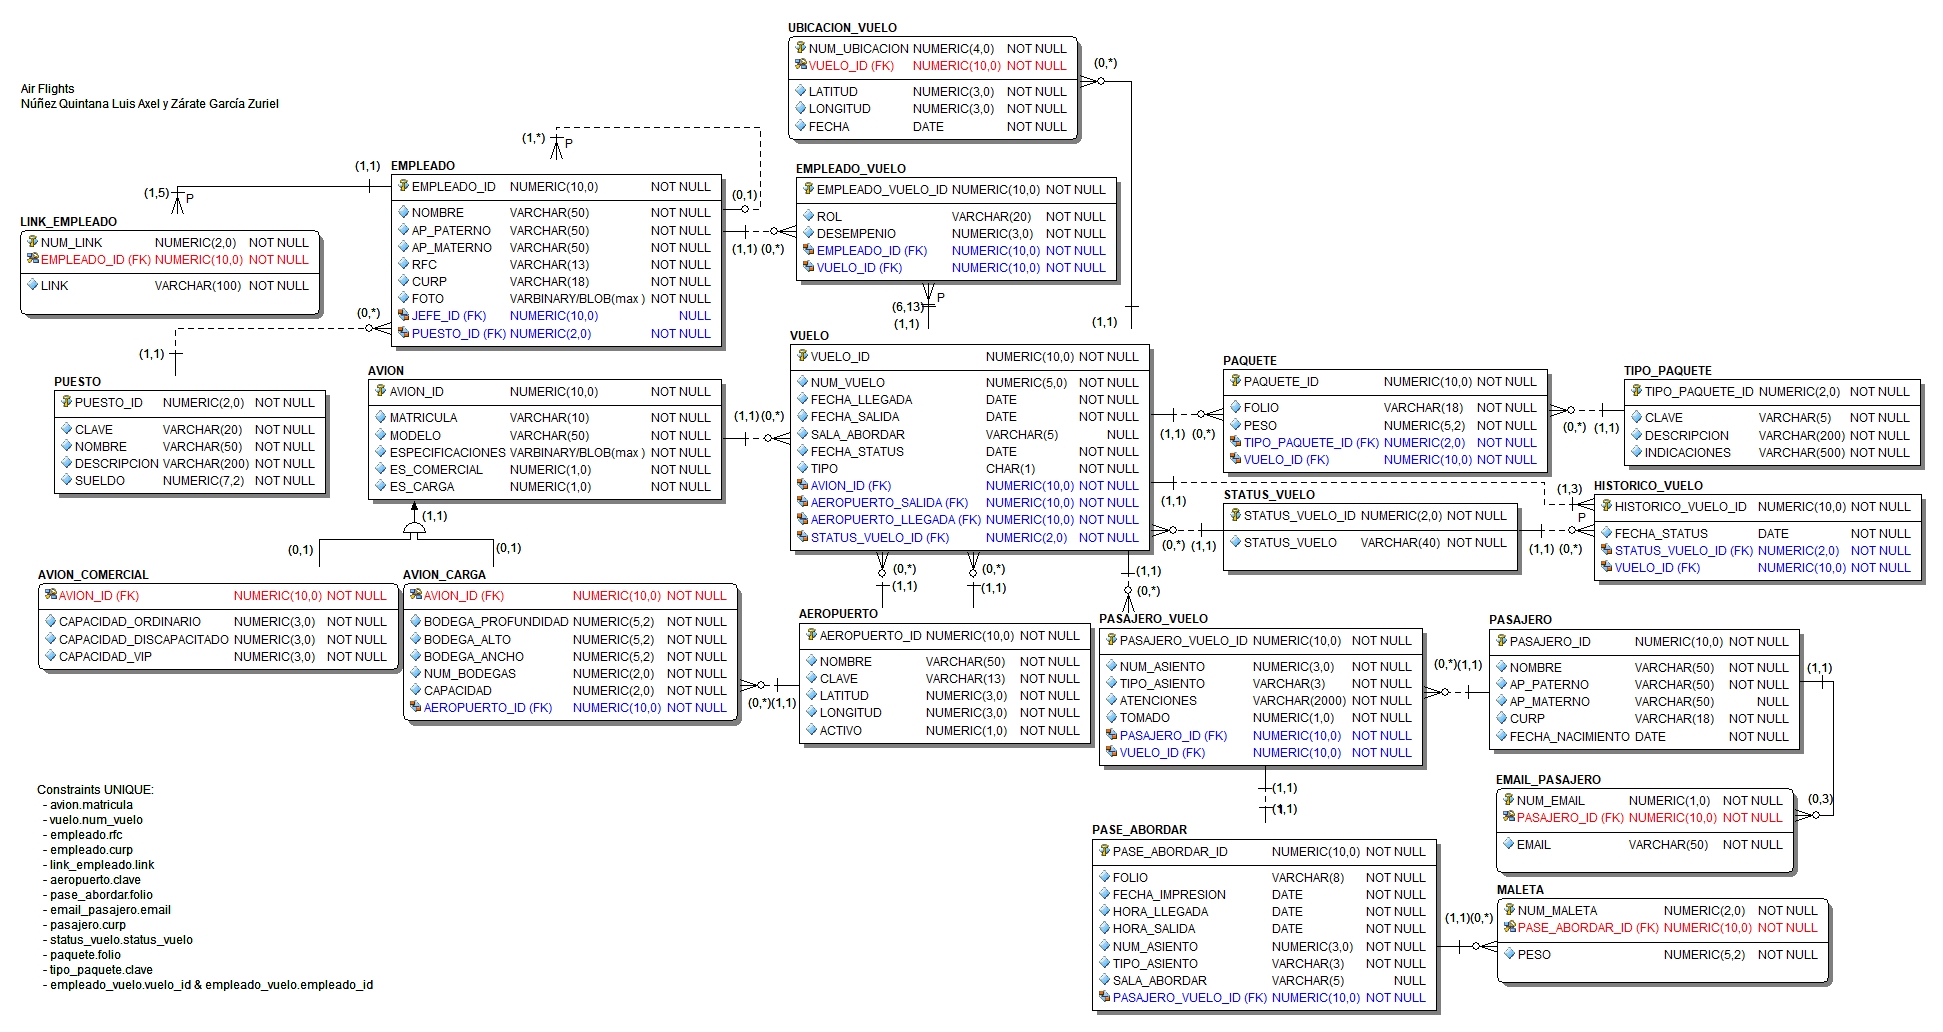 Air Flights
Núñez Quintana Luis Axel y Zárate García Zuriel
UBICACION_VUELO
NUM_UBICACION NUMERIC(4,0) NOT NULL
VUELO_ID (FK) NUMERIC(10,0) NOT NULL
LATITUD NUMERIC(3,0) NOT NULL
LONGITUD NUMERIC(3,0) NOT NULL
FECHA DATE NOT NULL
(0,*)
(1,1)
EMPLEADO
EMPLEADO_ID NUMERIC(10,0) NOT NULL
NOMBRE VARCHAR(50) NOT NULL
AP_PATERNO VARCHAR(50) NOT NULL
AP_MATERNO VARCHAR(50) NOT NULL
RFC VARCHAR(13) NOT NULL
CURP VARCHAR(18) NOT NULL
FOTO VARBINARY/BLOB(max ) NOT NULL
JEFE_ID (FK) NUMERIC(10,0) NULL
PUESTO_ID (FK) NUMERIC(2,0) NOT NULL
(1,*)
P
(0,1)
(1,1)
(1,5)
P
(1,1) (0,*)
(0,*)
(1,1)
EMPLEADO_VUELO
EMPLEADO_VUELO_ID NUMERIC(10,0) NOT NULL
ROL VARCHAR(20) NOT NULL
DESEMPENIO NUMERIC(3,0) NOT NULL
EMPLEADO_ID (FK) NUMERIC(10,0) NOT NULL
VUELO_ID (FK) NUMERIC(10,0) NOT NULL
P
(6,13)
(1,1)
LINK_EMPLEADO
NUM_LINK NUMERIC(2,0) NOT NULL
EMPLEADO_ID (FK) NUMERIC(10,0) NOT NULL
LINK VARCHAR(100) NOT NULL
PUESTO
PUESTO_ID NUMERIC(2,0) NOT NULL
CLAVE VARCHAR(20) NOT NULL
NOMBRE VARCHAR(50) NOT NULL
DESCRIPCION VARCHAR(200) NOT NULL
SUELDO NUMERIC(7,2) NOT NULL
AVION
AVION_ID NUMERIC(10,0) NOT NULL
MATRICULA VARCHAR(10) NOT NULL
MODELO VARCHAR(50) NOT NULL
ESPECIFICACIONES VARBINARY/BLOB(max ) NOT NULL
ES_COMERCIAL NUMERIC(1,0) NOT NULL
ES_CARGA NUMERIC(1,0) NOT NULL
(1,1)(0,*)
(1,1)
(0,1)
(0,1)
VUELO
VUELO_ID NUMERIC(10,0) NOT NULL
NUM_VUELO NUMERIC(5,0) NOT NULL
FECHA_LLEGADA DATE NOT NULL
FECHA_SALIDA DATE NOT NULL
SALA_ABORDAR VARCHAR(5) NULL
FECHA_STATUS DATE NOT NULL
TIPO CHAR(1) NOT NULL
AVION_ID (FK) NUMERIC(10,0) NOT NULL
AEROPUERTO_SALIDA (FK) NUMERIC(10,0) NOT NULL
AEROPUERTO_LLEGADA (FK) NUMERIC(10,0) NOT NULL
STATUS_VUELO_ID (FK) NUMERIC(2,0) NOT NULL
PAQUETE
PAQUETE_ID NUMERIC(10,0) NOT NULL
FOLIO VARCHAR(18) NOT NULL
PESO NUMERIC(5,2) NOT NULL
TIPO_PAQUETE_ID (FK) NUMERIC(2,0) NOT NULL
VUELO_ID (FK) NUMERIC(10,0) NOT NULL
(1,1) (0,*)
(0,*) (1,1)
TIPO_PAQUETE
TIPO_PAQUETE_ID NUMERIC(2,0) NOT NULL
CLAVE VARCHAR(5) NOT NULL
DESCRIPCION VARCHAR(200) NOT NULL
INDICACIONES VARCHAR(500) NOT NULL
STATUS_VUELO
STATUS_VUELO_ID NUMERIC(2,0) NOT NULL
STATUS_VUELO VARCHAR(40) NOT NULL
(1,1)
(1,3)
P
(0,*) (1,1)
(1,1) (0,*)
HISTORICO_VUELO
HISTORICO_VUELO_ID NUMERIC(10,0) NOT NULL
FECHA_STATUS DATE NOT NULL
STATUS_VUELO_ID (FK) NUMERIC(2,0) NOT NULL
VUELO_ID (FK) NUMERIC(10,0) NOT NULL
AVION_COMERCIAL
AVION_ID (FK) NUMERIC(10,0) NOT NULL
CAPACIDAD_ORDINARIO NUMERIC(3,0) NOT NULL
CAPACIDAD_DISCAPACITADO NUMERIC(3,0) NOT NULL
CAPACIDAD_VIP NUMERIC(3,0) NOT NULL
AVION_CARGA
AVION_ID (FK) NUMERIC(10,0) NOT NULL
BODEGA_PROFUNDIDAD NUMERIC(5,2) NOT NULL
BODEGA_ALTO NUMERIC(5,2) NOT NULL
BODEGA_ANCHO NUMERIC(5,2) NOT NULL
NUM_BODEGAS NUMERIC(2,0) NOT NULL
CAPACIDAD NUMERIC(2,0) NOT NULL
AEROPUERTO_ID (FK) NUMERIC(10,0) NOT NULL
(0,*)(1,1)
(0,*)
(1,1)
(0,*)
(1,1)
(1,1)
(0,*)
AEROPUERTO
AEROPUERTO_ID NUMERIC(10,0) NOT NULL
NOMBRE VARCHAR(50) NOT NULL
CLAVE VARCHAR(13) NOT NULL
LATITUD NUMERIC(3,0) NOT NULL
LONGITUD NUMERIC(3,0) NOT NULL
ACTIVO NUMERIC(1,0) NOT NULL
PASAJERO_VUELO
PASAJERO_VUELO_ID NUMERIC(10,0) NOT NULL
NUM_ASIENTO NUMERIC(3,0) NOT NULL
TIPO_ASIENTO VARCHAR(3) NOT NULL
ATENCIONES VARCHAR(2000) NOT NULL
TOMADO NUMERIC(1,0) NOT NULL
PASAJERO_ID (FK) NUMERIC(10,0) NOT NULL
VUELO_ID (FK) NUMERIC(10,0) NOT NULL
(0,*)(1,1)
(1,1)
(1,1)
PASAJERO
PASAJERO_ID NUMERIC(10,0) NOT NULL
NOMBRE VARCHAR(50) NOT NULL
AP_PATERNO VARCHAR(50) NOT NULL
AP_MATERNO VARCHAR(50) NULL
CURP VARCHAR(18) NOT NULL
FECHA_NACIMIENTO DATE NOT NULL
(1,1)
(0,3)
EMAIL_PASAJERO
NUM_EMAIL NUMERIC(1,0) NOT NULL
PASAJERO_ID (FK) NUMERIC(10,0) NOT NULL
EMAIL VARCHAR(50) NOT NULL
PASE_ABORDAR
PASE_ABORDAR_ID NUMERIC(10,0) NOT NULL
FOLIO VARCHAR(8) NOT NULL
FECHA_IMPRESION DATE NOT NULL
HORA_LLEGADA DATE NOT NULL
HORA_SALIDA DATE NOT NULL
NUM_ASIENTO NUMERIC(3,0) NOT NULL
TIPO_ASIENTO VARCHAR(3) NOT NULL
SALA_ABORDAR VARCHAR(5) NULL
PASAJERO_VUELO_ID (FK) NUMERIC(10,0) NOT NULL
(1,1)(0,*)
MALETA
NUM_MALETA NUMERIC(2,0) NOT NULL
PASE_ABORDAR_ID (FK) NUMERIC(10,0) NOT NULL
PESO NUMERIC(5,2) NOT NULL
Constraints UNIQUE:
- avion.matricula
- vuelo.num_vuelo
- empleado.rfc
- empleado.curp
- link_empleado.link
- aeropuerto.clave
- pase_abordar.folio
- email_pasajero.email
- pasajero.curp
- status_vuelo.status_vuelo
- paquete.folio
- tipo_paquete.clave
- empleado_vuelo.vuelo_id & empleado_vuelo.empleado_id